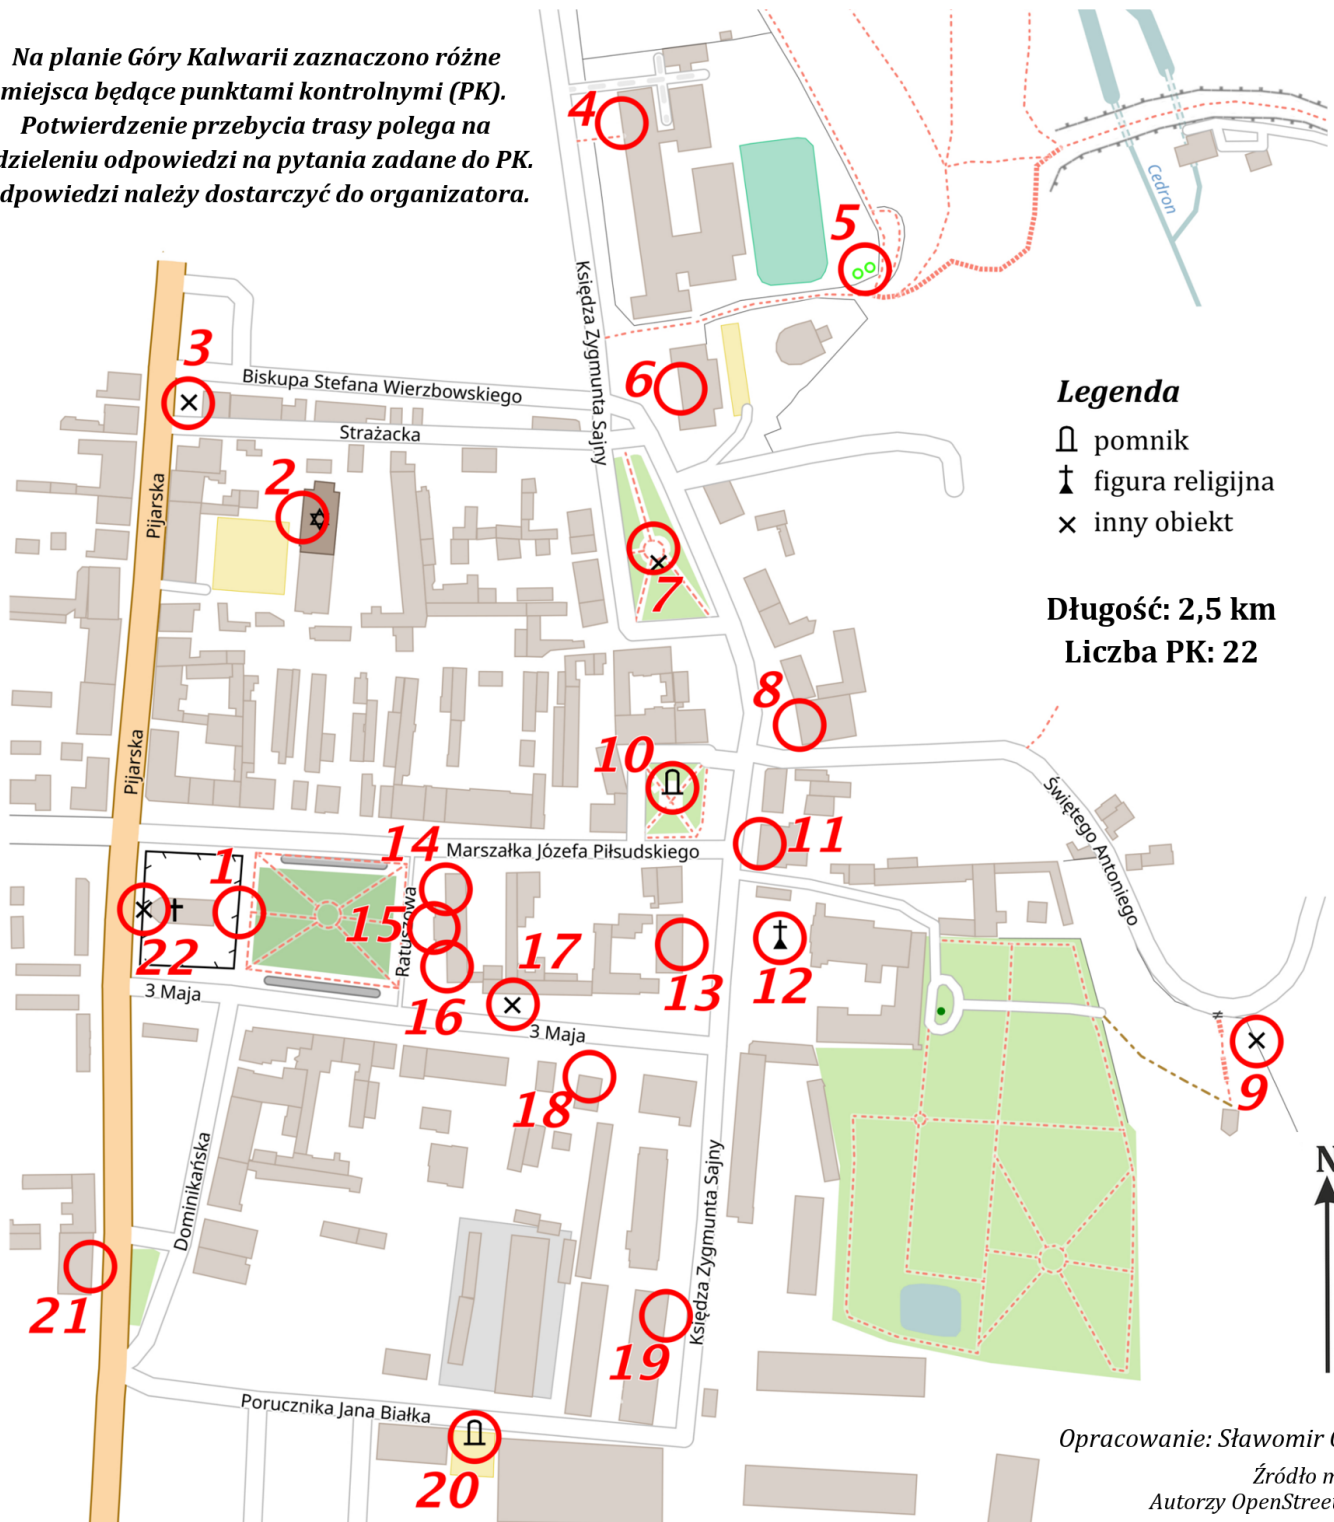 Na planie Góry Kalwarii zaznaczono różne
miejsca będące punktami kontrolnymi (PK).
Potwierdzenie przebycia trasy polega na
dzieleniu odpowiedzi na pytania zadane do PK.
dpowiedzi należy dostarczyć do organizatora.
4
5
Cedron
Księdza Zygmunta Sajny
3
6
Biskupa Stefana Wierzbowskiego
Strażacka
Legenda
pomnik
figura religijna
inny obiekt
2
Pijarska
7
Długość: 2,5 km
Liczba PK: 22
8
Pijarska
10
Świętego Antoniego
14
Marszałka Józefa Piłsudskiego
11
1
15
Ratuszowa
22
17
12
13
3 Maja
16
3 Maja
18
9
N
Dominikańska
Księdza Zygmunta Sajny
21
19
Porucznika Jana Białka
20
Opracowanie: Sławomir
Źródło
Autorzy OpenStreet